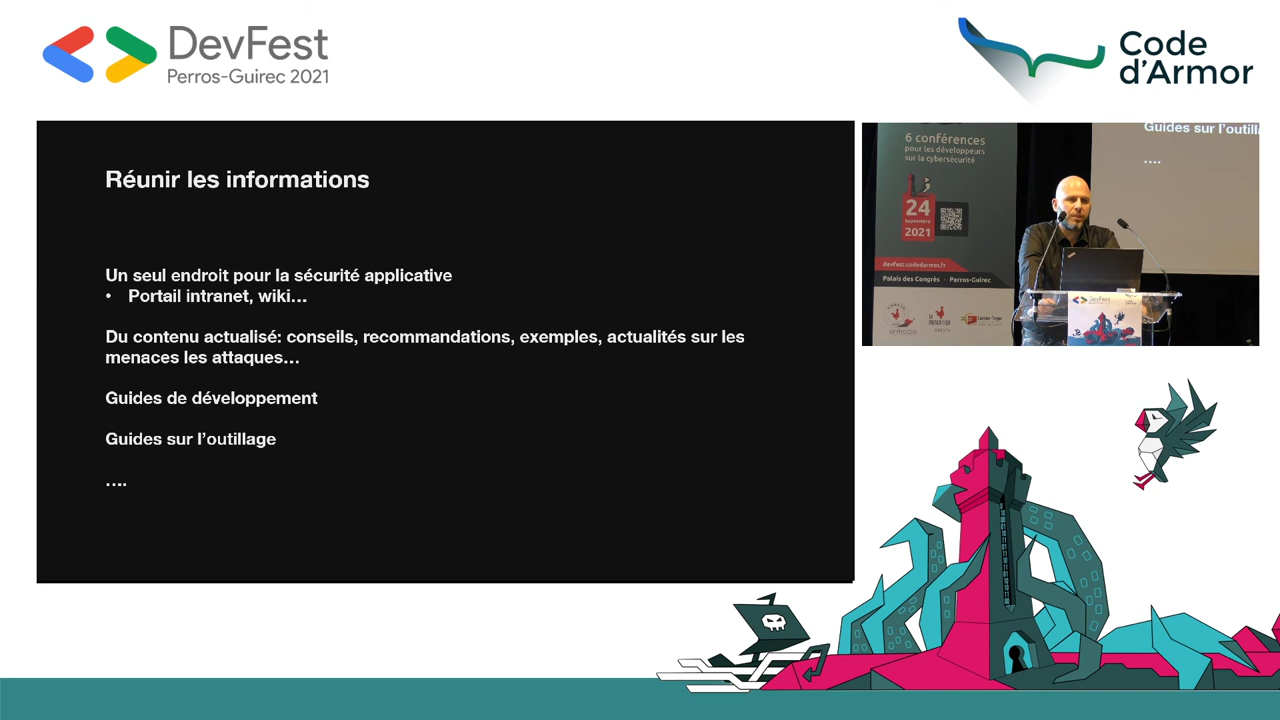 DevFest
Perros-Guirec 2021
Code
d'Armor
Réunir les informations
Un seul endroit pour la sécurité applicative
• Portail intranet, wiki…
Du contenu actualisé: conseils, recommandations, exemples, actualités sur les
menaces les attaques…
Guides de développement
Guides sur l’outillage
….
Guides sur l'outilla
....
6 conférences
pour les développeurs
sur la cybersécurité
24
septembre
2021
devfest.codedarmor.fr
Palais des Congrès - Perros-Guirec
anticipa
DevFest